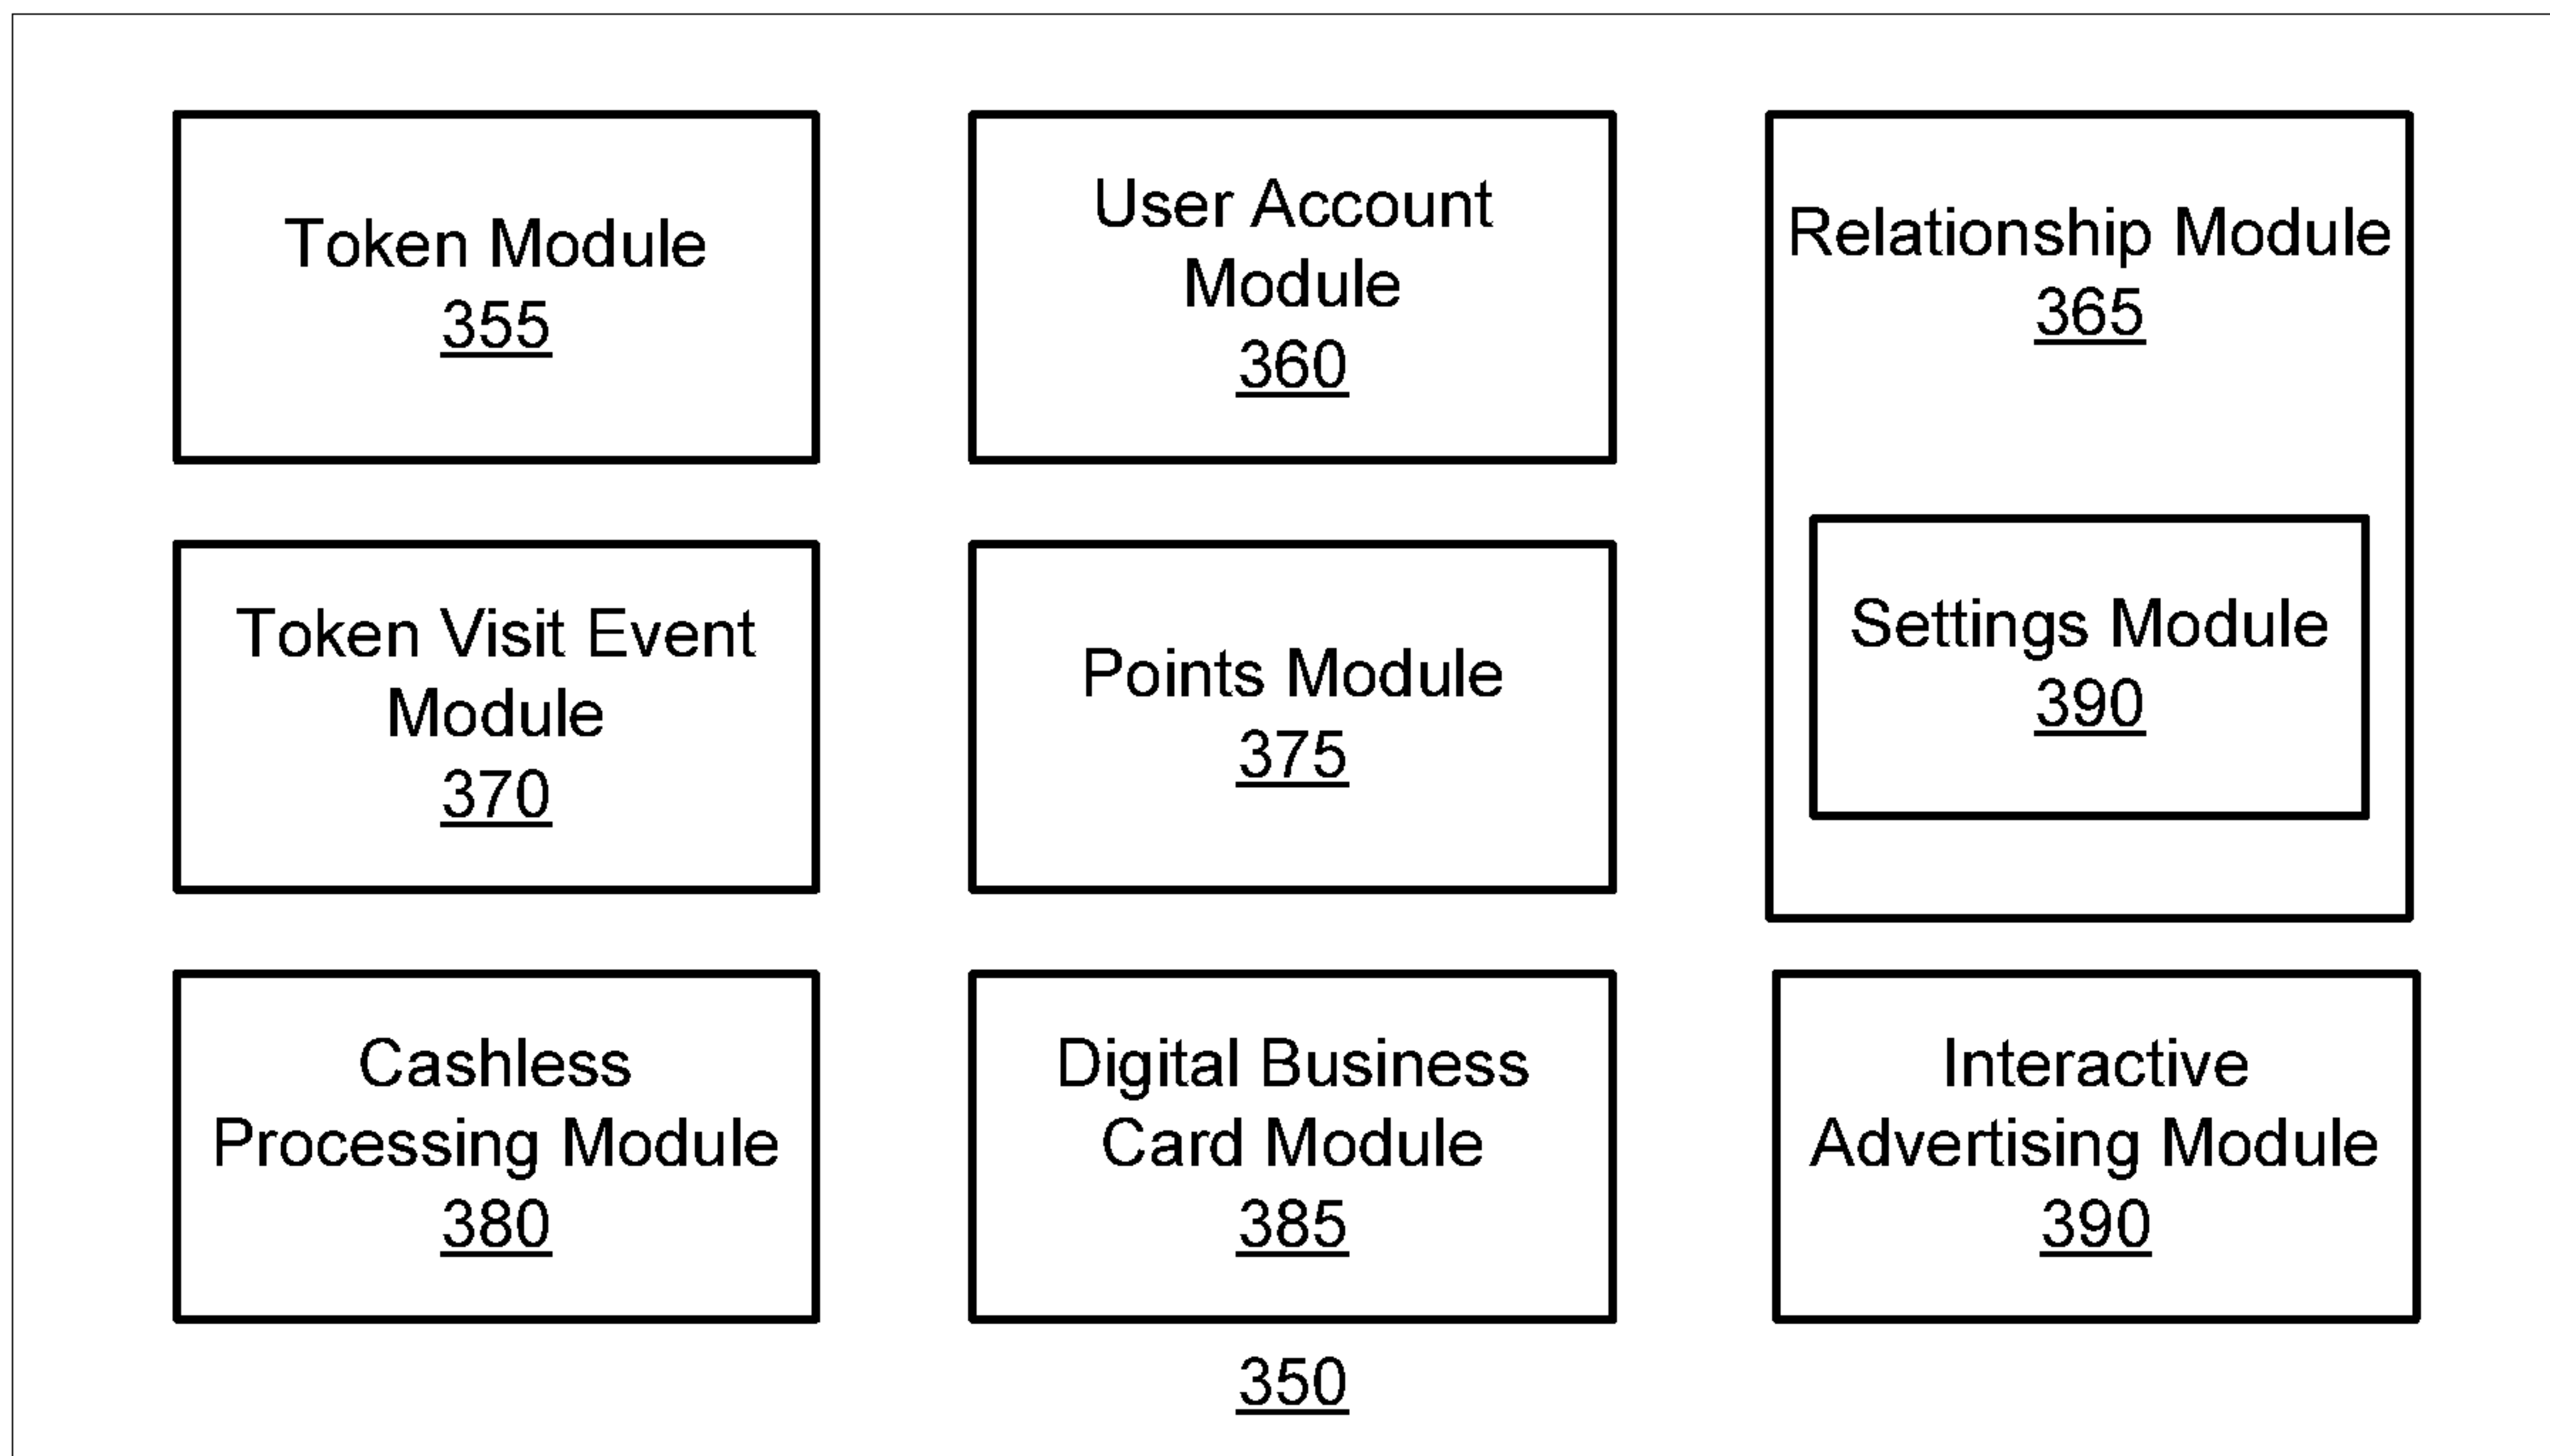 Token Module
355
User Account
Module
360
Relationship Module
365
Token Visit Event
Module
370
Points Module
375
Settings Module
390
Cashless
Processing Module
380
Digital Business
Card Module
385
Interactive
Advertising Module
390
350